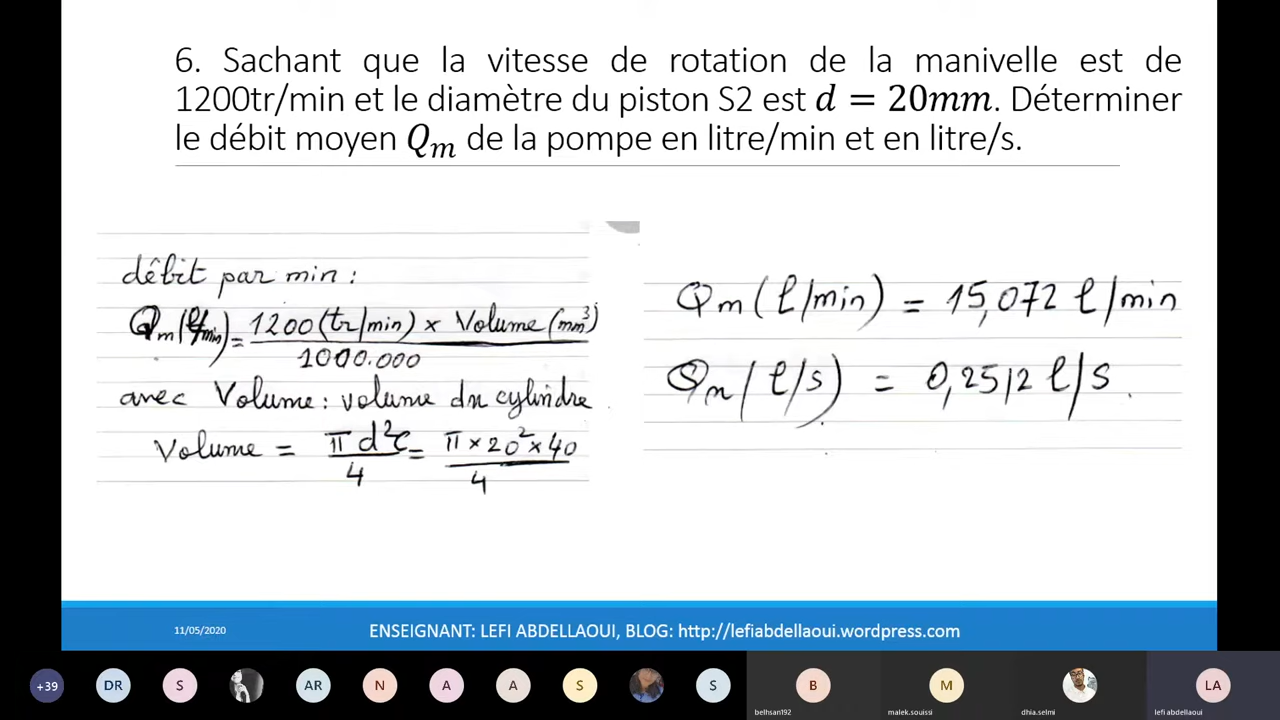 6. Sachant que la vitesse de rotation de la manivelle est de
1200tr/min et le diamètre du piston S2 est d = 20mm. Déterminer
le débit moyen Qm de la pompe en litre/min et en litre/s.
débit par min :
Qm(l/min) = 1200 (tr/min) × Volume (mm³)
1000.000
avec Volume : volume du cylindre
Volume = πd²c/4 = π × 20² × 40/4
Qm (l/min) = 15,072 l/min
Qm (l/s) = 0,2512 l/s.
11/05/2020
ENSEIGNANT: LEFI ABDELLAOUI, BLOG: http://lefiabdellaoui.wordpress.com
+39
DR
S
AR
N
A
A
S
S
B
M
LA
belhsan192
malek.souissi
dhia.selmi
lefi abdellaoui